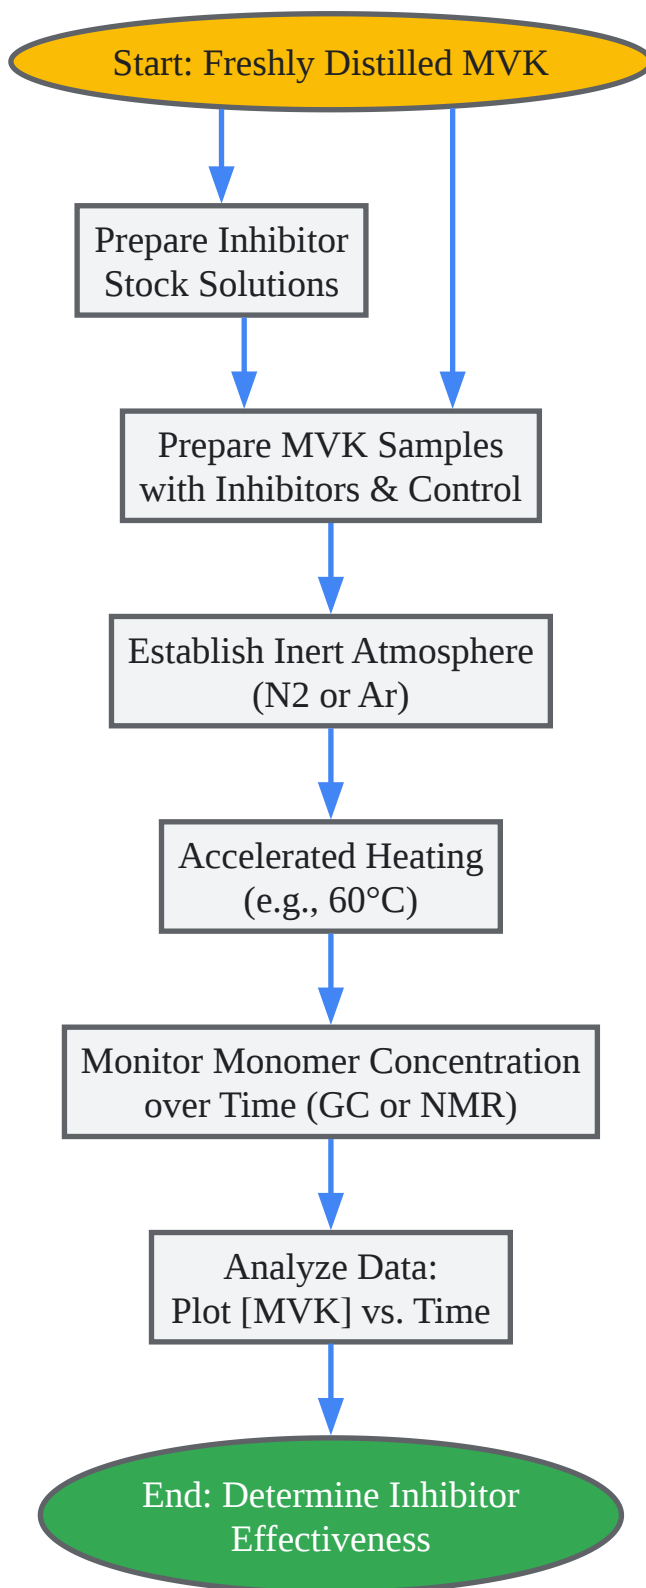 Start: Freshly Distilled MVK
Prepare Inhibitor
Stock Solutions
Prepare MVK Samples
with Inhibitors & Control
Establish Inert Atmosphere
(N2 or Ar)
Accelerated Heating
(e.g., 60°C)
Monitor Monomer Concentration
over Time (GC or NMR)
Analyze Data:
Plot [MVK] vs. Time
End: Determine Inhibitor
Effectiveness